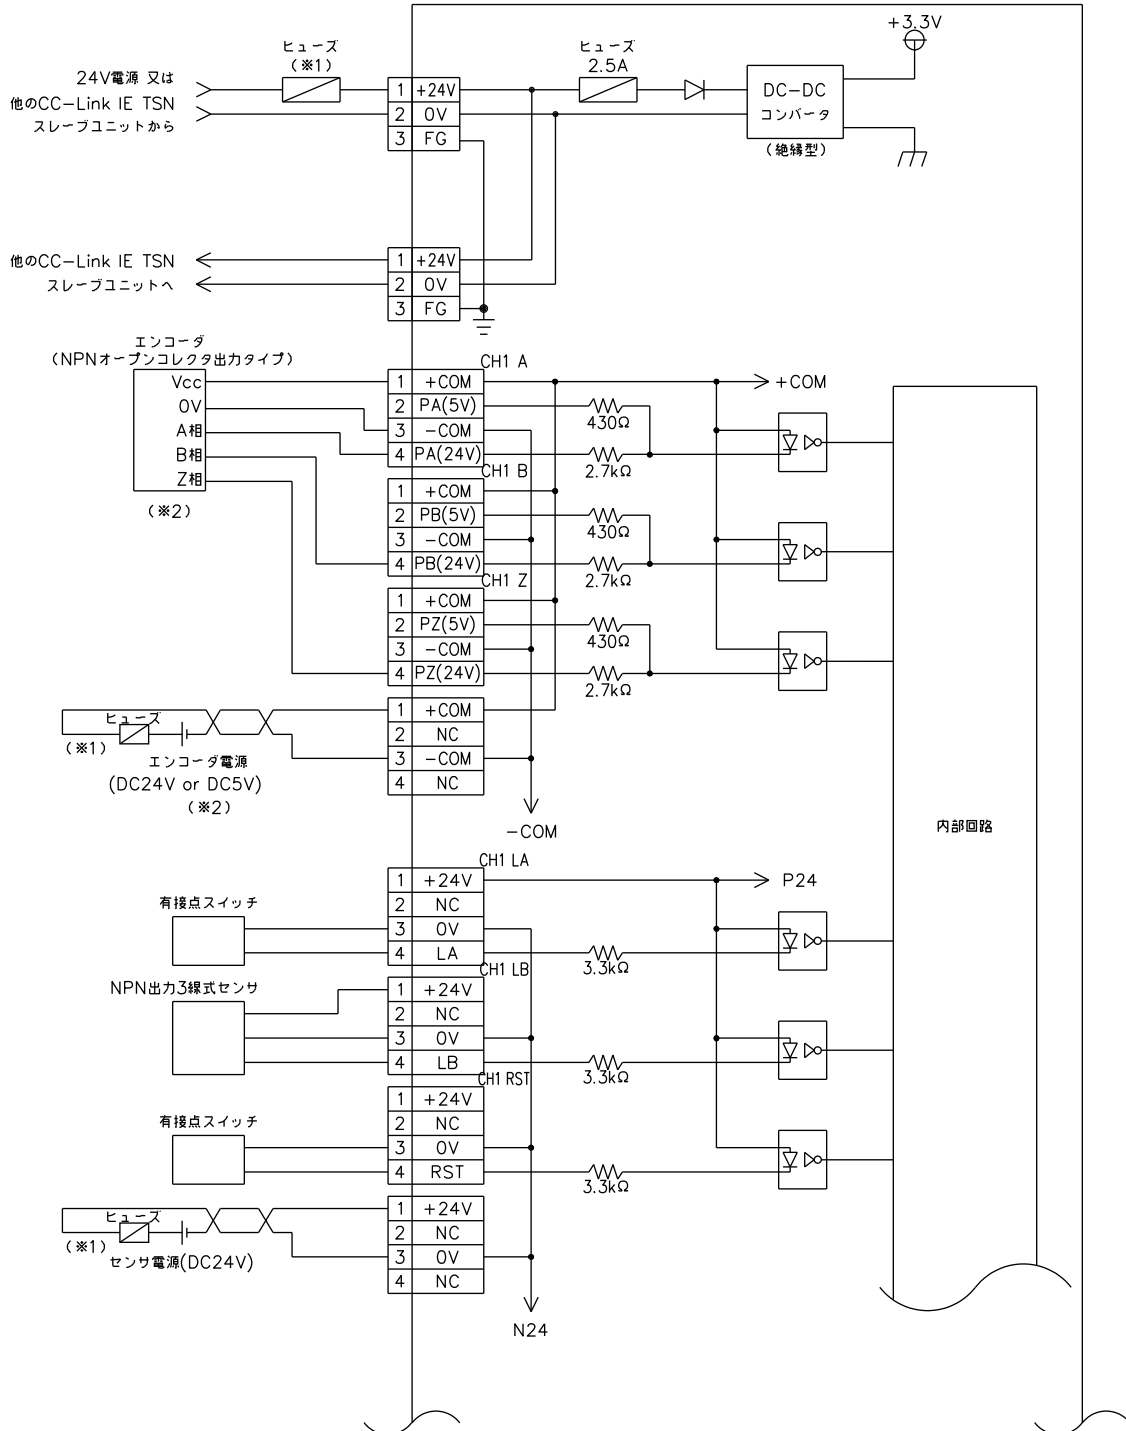 +3.3V
ヒューズ
(※1)
ヒューズ
2.5A
24V電源 又は
他のCC-Link IE TSN
スレーブユニットから
1 +24V
2 0V
3 FG
DC-DC
コンバータ
(絶縁型)
他のCC-Link IE TSN
スレーブユニットへ
1 +24V
2 0V
3 FG
エンコーダ
(NPNオープンコレクタ出力タイプ)
Vcc
0V
A相
B相
Z相
(※2)
CH1 A
1 +COM
2 PA(5V)
3 -COM
4 PA(24V)
+COM
430Ω
2.7kΩ
CH1 B
1 +COM
2 PB(5V)
3 -COM
4 PB(24V)
430Ω
2.7kΩ
CH1 Z
1 +COM
2 PZ(5V)
3 -COM
4 PZ(24V)
430Ω
2.7kΩ
1 +COM
2 NC
3 -COM
4 NC
ヒューズ
(※1)
エンコーダ電源
(DC24V or DC5V)
(※2)
-COM
内部回路
CH1 LA
1 +24V
2 NC
3 0V
4 LA
P24
有接点スイッチ
3.3kΩ
CH1 LB
NPN出力3線式センサ
1 +24V
2 NC
3 0V
4 LB
3.3kΩ
CH1 RST
1 +24V
2 NC
3 0V
4 RST
有接点スイッチ
3.3kΩ
1 +24V
2 NC
3 0V
4 NC
ヒューズ
(※1)
センサ電源(DC24V)
N24